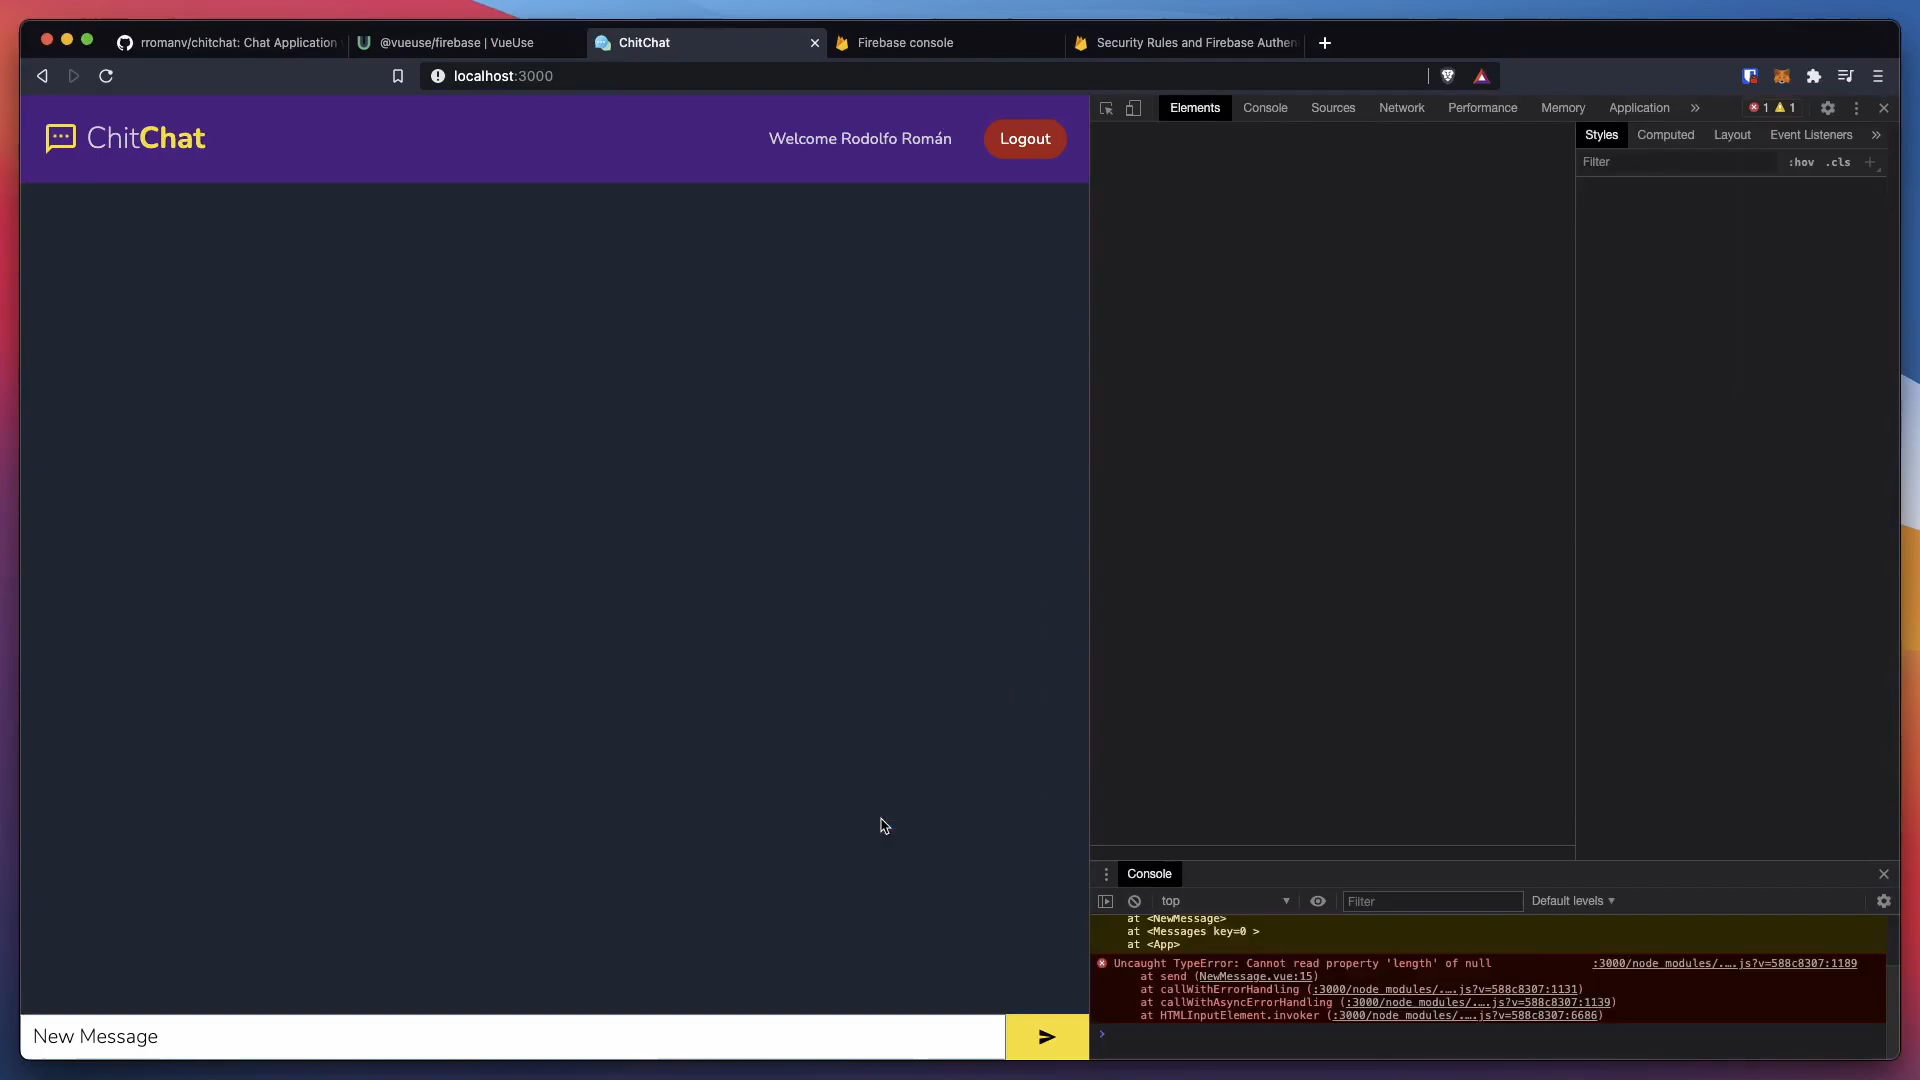 rromanv/chitchat: Chat Application
@vueuse/firebase | VueUse
ChitChat
Firebase console
Security Rules and Firebase Authen
localhost:3000
ChitChat
Welcome Rodolfo Román
Logout
Elements
Console
Sources
Network
Performance
Memory
Application
1
1
Styles
Computed
Layout
Event Listeners
Filter
:hov
.cls
Console
top
Filter
Default levels
at <NewMessage>
at <Messages key=0 >
at <App>
Uncaught TypeError: Cannot read property 'length' of null :3000/node_modules/.….js?v=588c8307:1189
at send (NewMessage.vue:15)
at callWithErrorHandling (:3000/node_modules/.….js?v=588c8307:1131)
at callWithAsyncErrorHandling (:3000/node_modules/.….js?v=588c8307:1139)
at HTMLInputElement.invoker (:3000/node_modules/.….js?v=588c8307:6686)
New Message